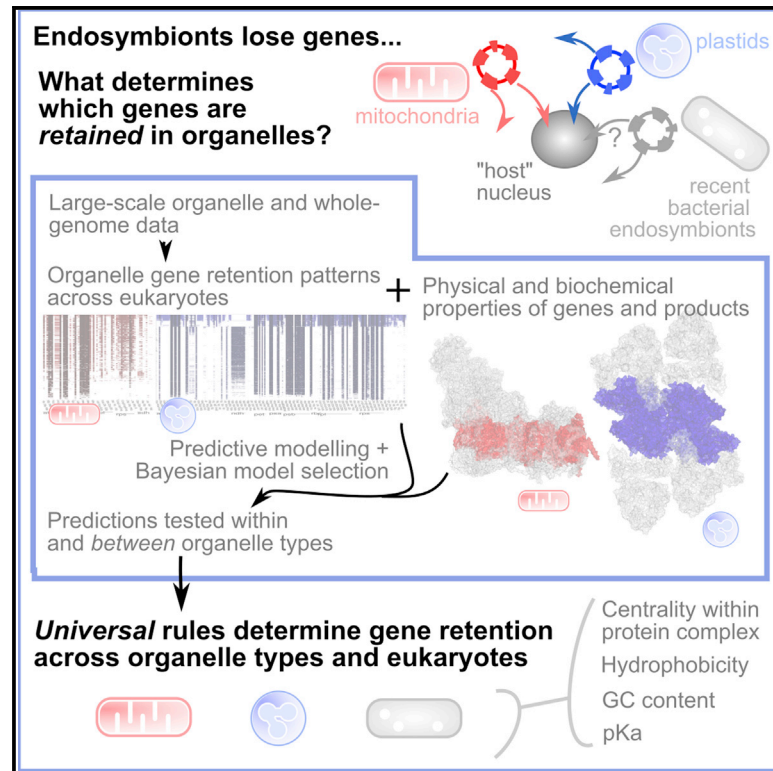 Endosymbionts lose genes...
What determines
which genes are
retained in organelles?
mitochondria
plastids
"host"
nucleus
?
recent
bacterial
endosymbionts
Large-scale organelle and whole-
genome data
Organelle gene retention patterns
across eukaryotes
+
Physical and biochemical
properties of genes and products
Predictive modelling +
Bayesian model selection
Predictions tested within
and between organelle types
Universal rules determine gene retention
across organelle types and eukaryotes
Centrality within
protein complex
Hydrophobicity
GC content
pKa